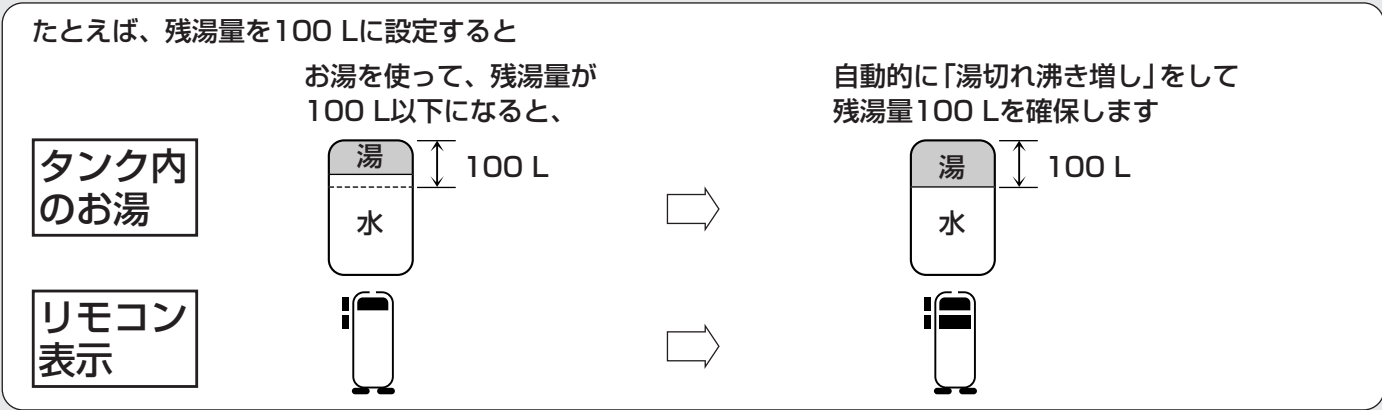 たとえば、残湯量を100 Lに設定すると
お湯を使って、残湯量が
100 L以下になると、
自動的に「湯切れ沸き増し」をして
残湯量100 Lを確保します
タンク内
のお湯
湯
100 L
水
湯
100 L
水
リモコン
表示